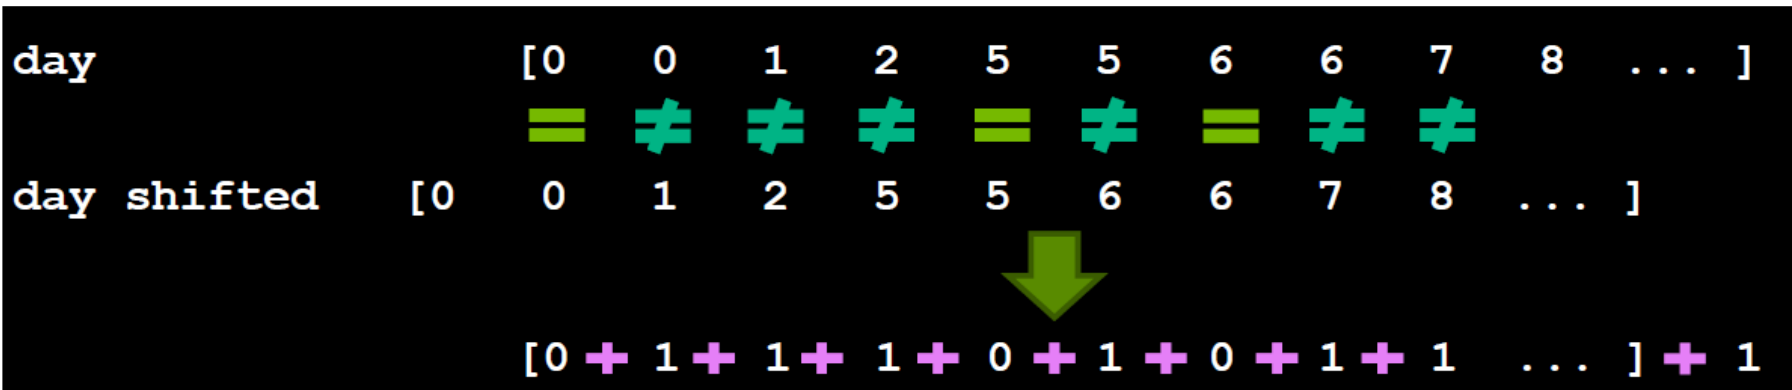 day [0 0 1 2 5 5 6 6 7 8 ... ]
= ≠ ≠ ≠ = ≠ = ≠ ≠
day shifted [0 0 1 2 5 5 6 6 7 8 ... ]
[0 + 1 + 1 + 1 + 0 + 1 + 0 + 1 + 1 ... ] + 1